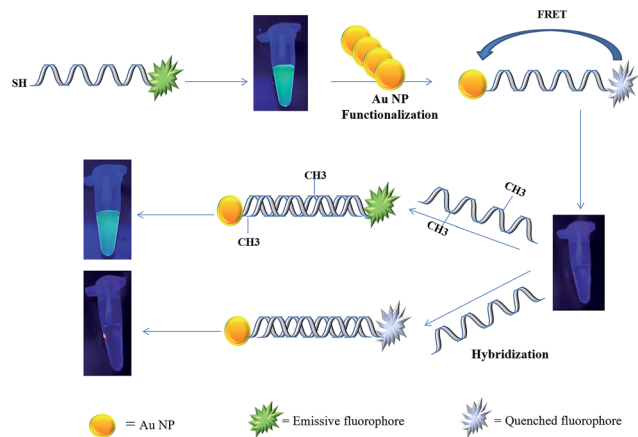 FRET
SH
Au NP
Functionalization
CH3
CH3
CH3
CH3
Hybridization
= Au NP
= Emissive fluorophore
= Quenched fluorophore